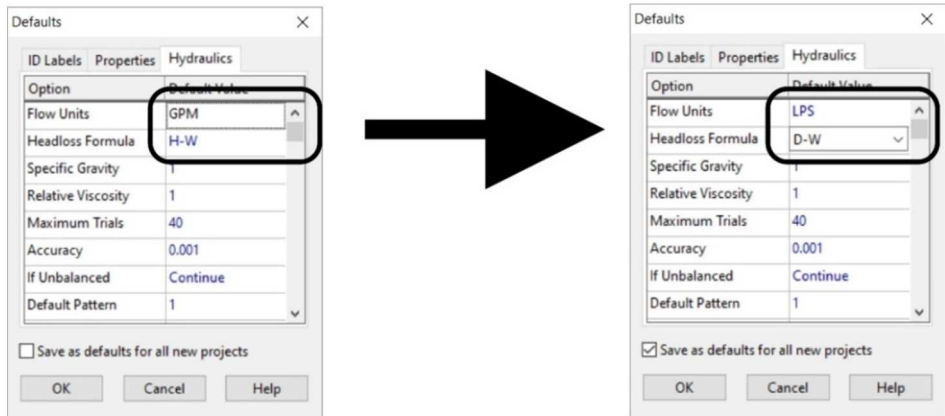 Defaults
ID Labels Properties Hydraulics
Option Default Value
Flow Units GPM
Headloss Formula H-W
Specific Gravity 1
Relative Viscosity 1
Maximum Trials 40
Accuracy 0.001
If Unbalanced Continue
Default Pattern 1
Save as defaults for all new projects
OK Cancel Help
Defaults
ID Labels Properties Hydraulics
Option Default Value
Flow Units LPS
Headloss Formula D-W
Specific Gravity 1
Relative Viscosity 1
Maximum Trials 40
Accuracy 0.001
If Unbalanced Continue
Default Pattern 1
Save as defaults for all new projects
OK Cancel Help